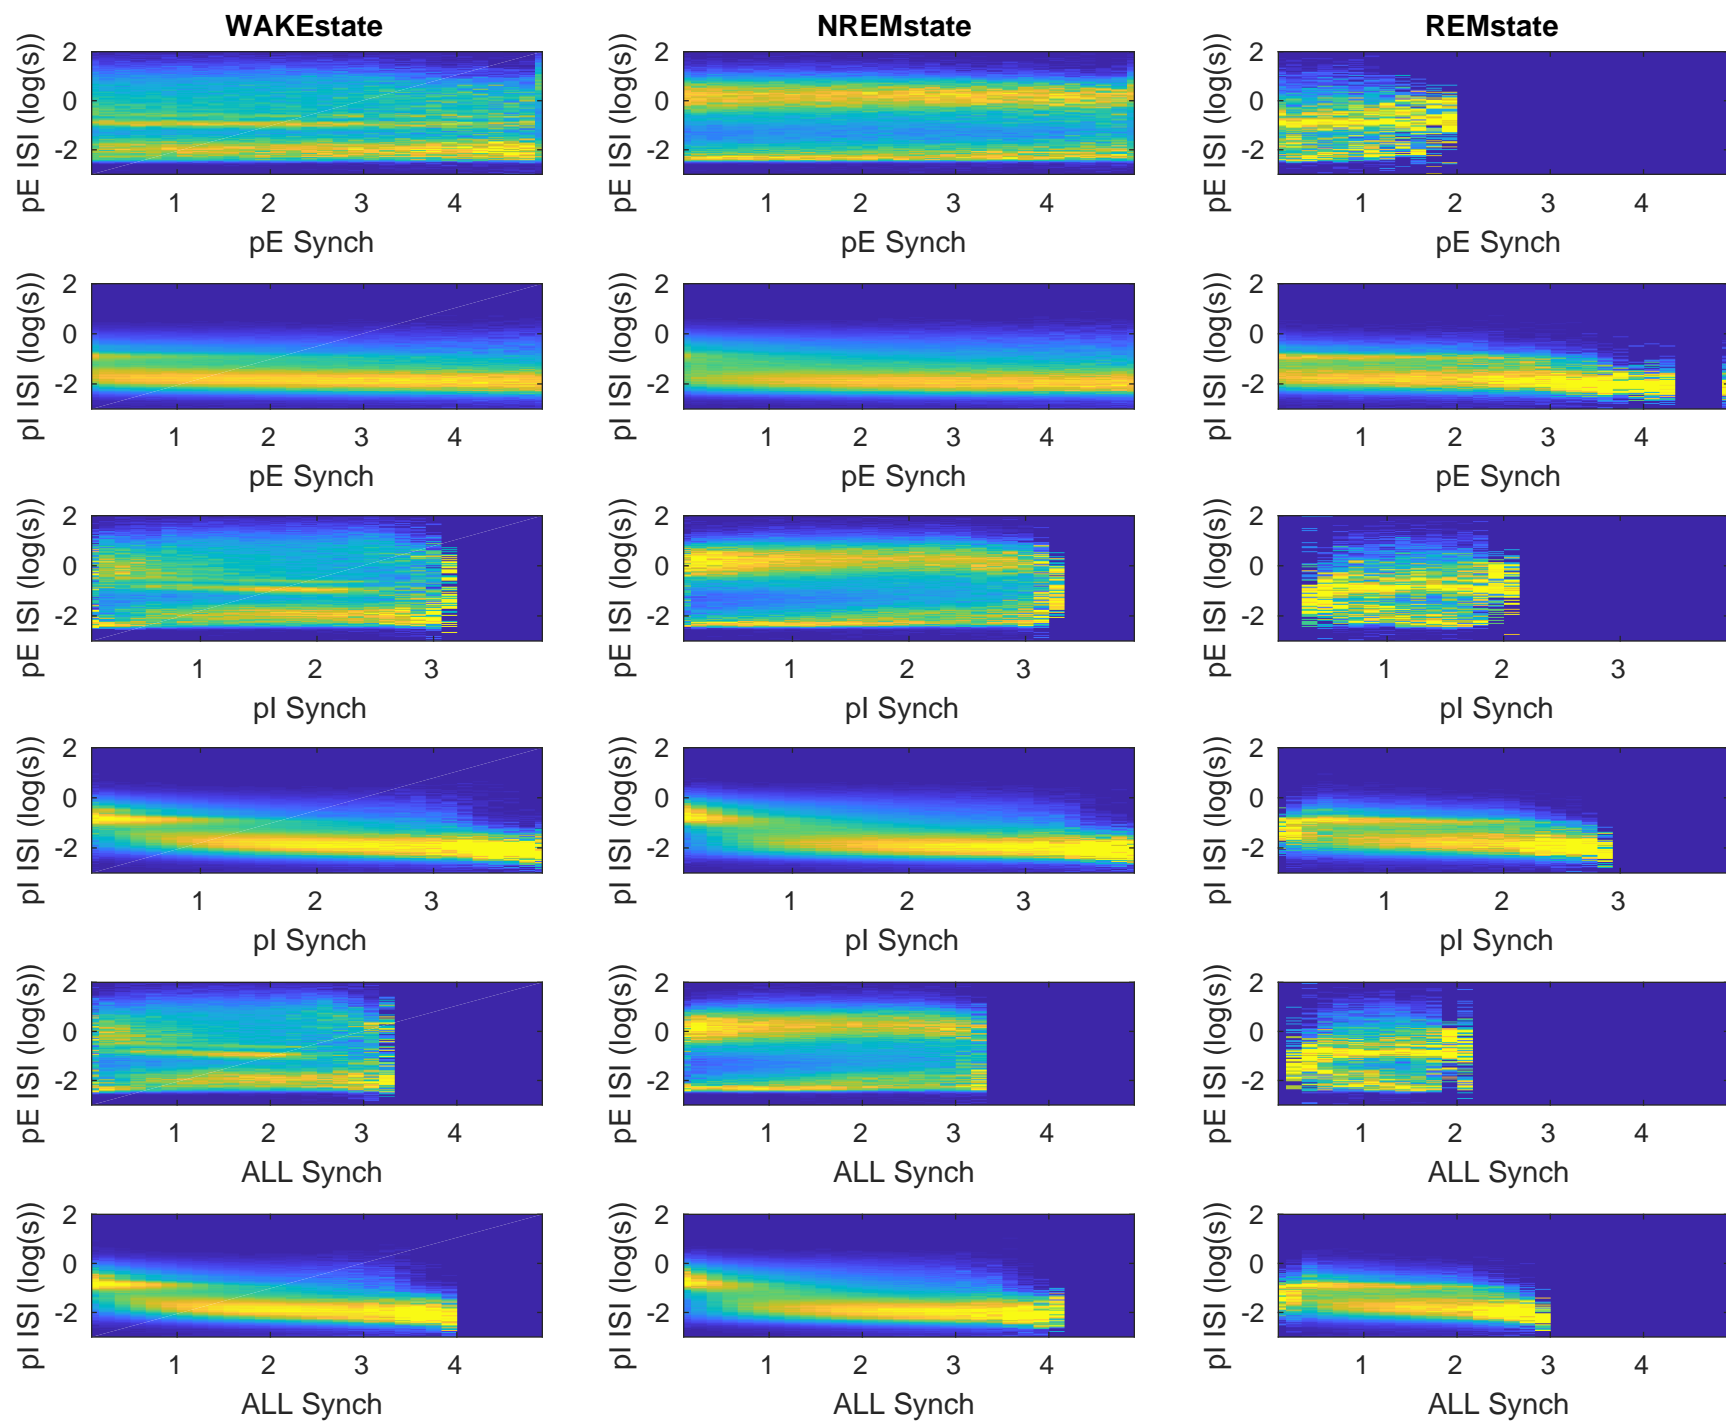 WAKEstate NREMstate REMstate
pE ISI (log(s)) 2 0 -2 pE ISI (log(s)) 2 0 -2 pE ISI (log(s)) 2 0 -2
1 2 3 4 1 2 3 4 1 2 3 4
pE Synch pE Synch pE Synch
pI ISI (log(s)) 2 0 -2 pI ISI (log(s)) 2 0 -2 pI ISI (log(s)) 2 0 -2
1 2 3 4 1 2 3 4 1 2 3 4
pE Synch pE Synch pE Synch
pE ISI (log(s)) 2 0 -2 pE ISI (log(s)) 2 0 -2 pE ISI (log(s)) 2 0 -2
1 2 3 1 2 3 1 2 3
pI Synch pI Synch pI Synch
pI ISI (log(s)) 2 0 -2 pI ISI (log(s)) 2 0 -2 pI ISI (log(s)) 2 0 -2
1 2 3 1 2 3 1 2 3
pI Synch pI Synch pI Synch
pE ISI (log(s)) 2 0 -2 pE ISI (log(s)) 2 0 -2 pE ISI (log(s)) 2 0 -2
1 2 3 4 1 2 3 4 1 2 3 4
ALL Synch ALL Synch ALL Synch
pI ISI (log(s)) 2 0 -2 pI ISI (log(s)) 2 0 -2 pI ISI (log(s)) 2 0 -2
1 2 3 4 1 2 3 4 1 2 3 4
ALL Synch ALL Synch ALL Synch